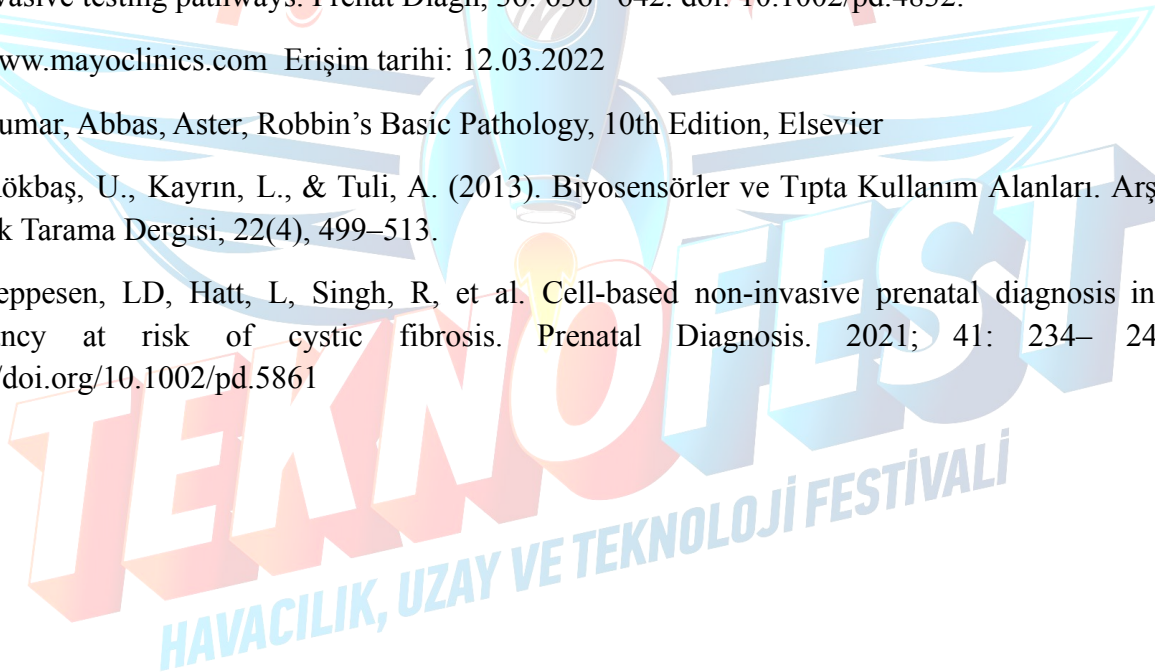 vasive testing pathways. Prenat Diagn, 36: 636– 642. doi: 10.1002/pd.4832.
ww.mayoclinics.com Erişim tarihi: 12.03.2022
umar, Abbas, Aster, Robbin’s Basic Pathology, 10th Edition, Elsevier
ökbaş, U., Kayrın, L., & Tuli, A. (2013). Biyosensörler ve Tıpta Kullanım Alanları. Arş
k Tarama Dergisi, 22(4), 499–513.
eppesen, LD, Hatt, L, Singh, R, et al. Cell-based non-invasive prenatal diagnosis in
ncy at risk of cystic fibrosis. Prenatal Diagnosis. 2021; 41: 234– 24
/doi.org/10.1002/pd.5861
TEKNOFEST
HAVACILIK, UZAY VE TEKNOLOJİ FESTİVALİ